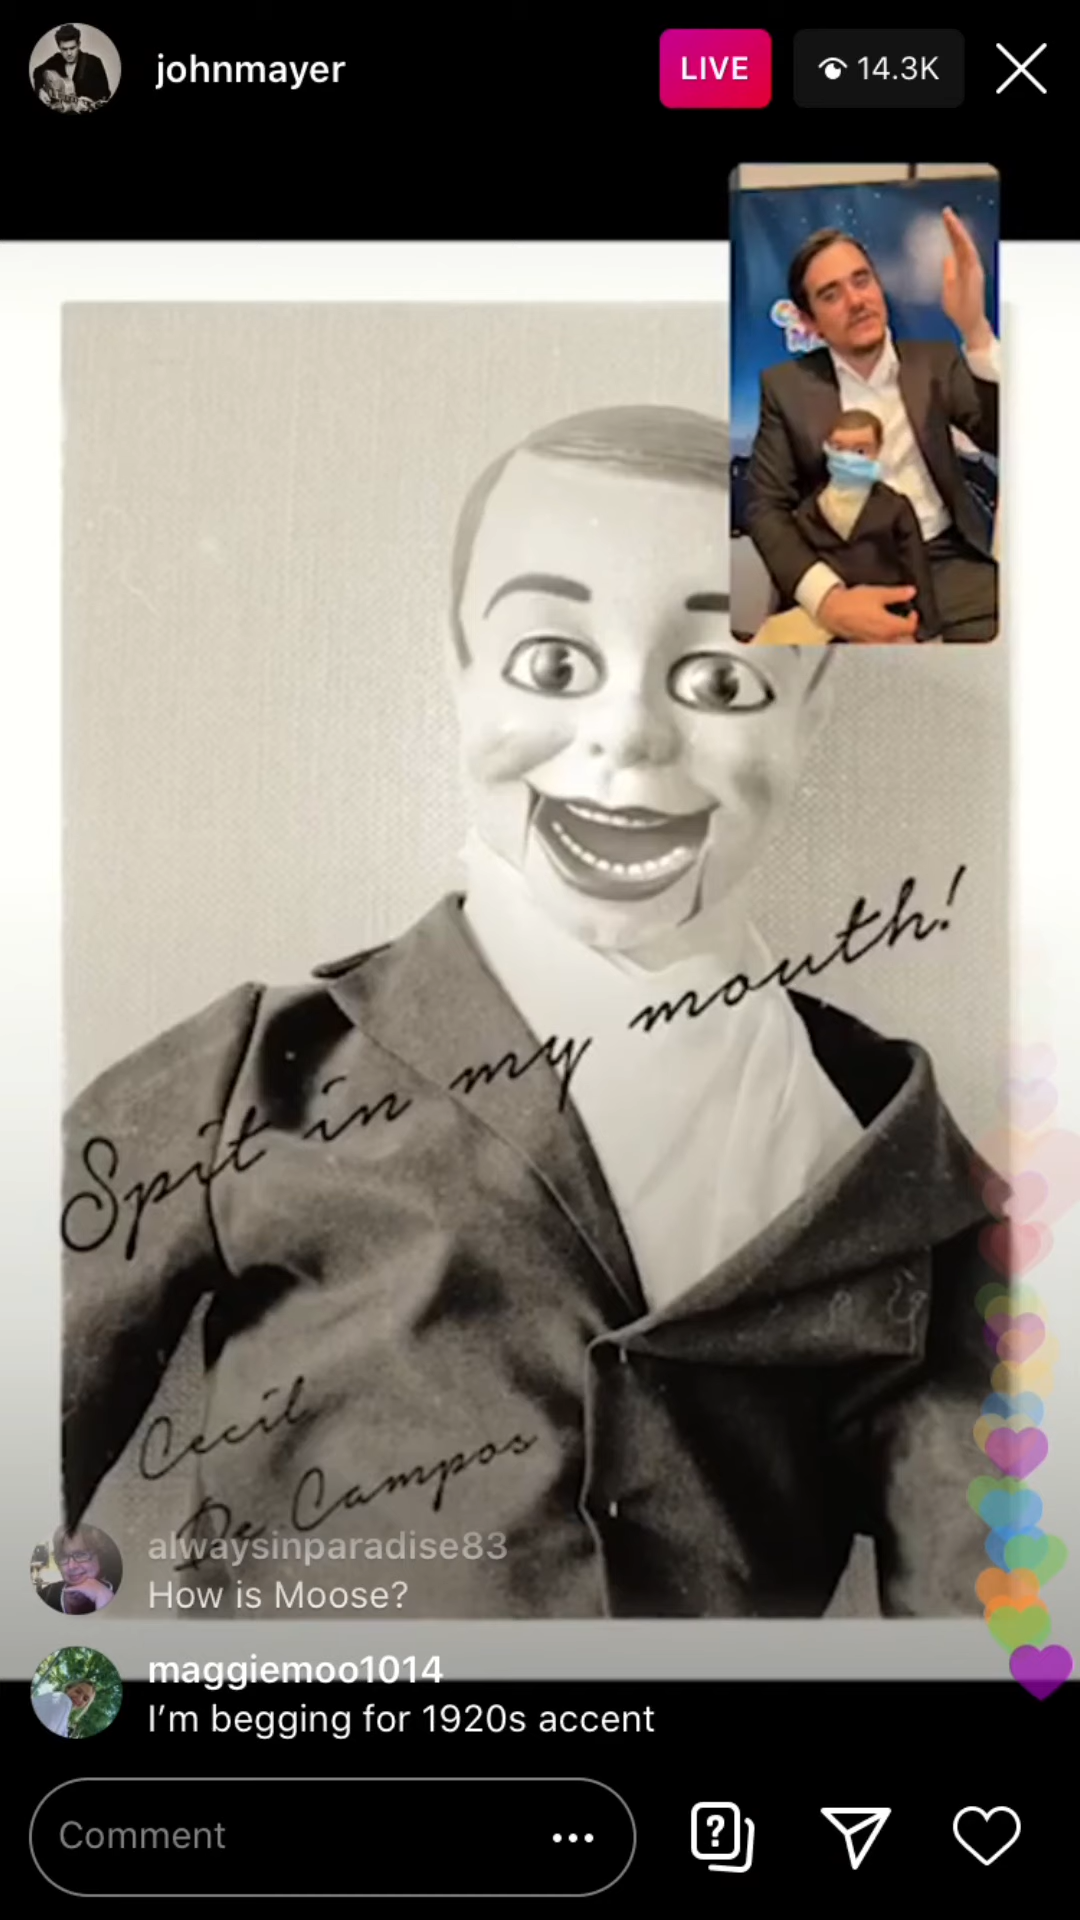 johnmayer
LIVE
14.3K
Spit in my mouth!
Cecil
De Campos
alwaysinparadise83
How is Moose?
maggiemoo1014
I’m begging for 1920s accent
Comment
?